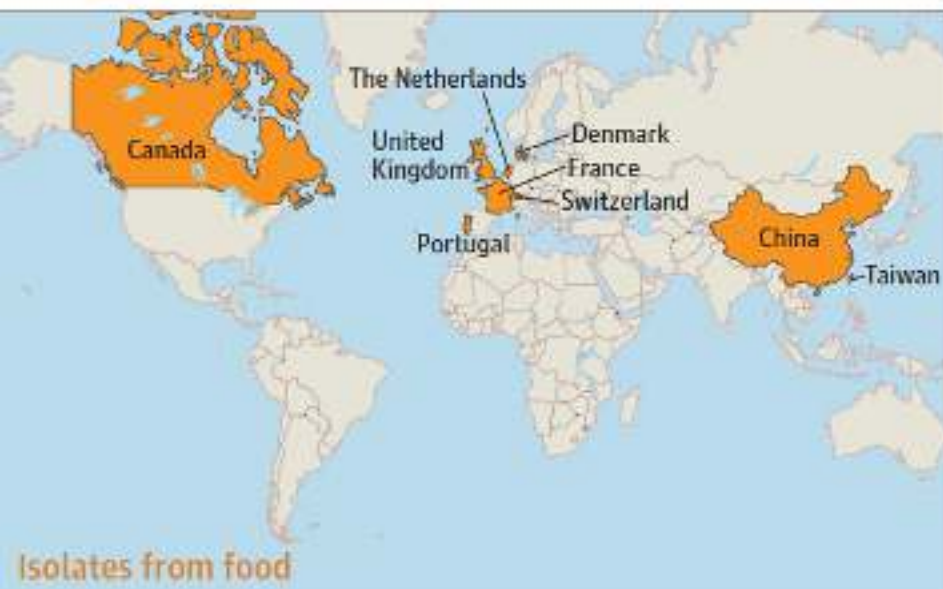 The Netherlands
United
Kingdom
Denmark
France
Switzerland
Canada
Portugal
China
Taiwan
Isolates from food